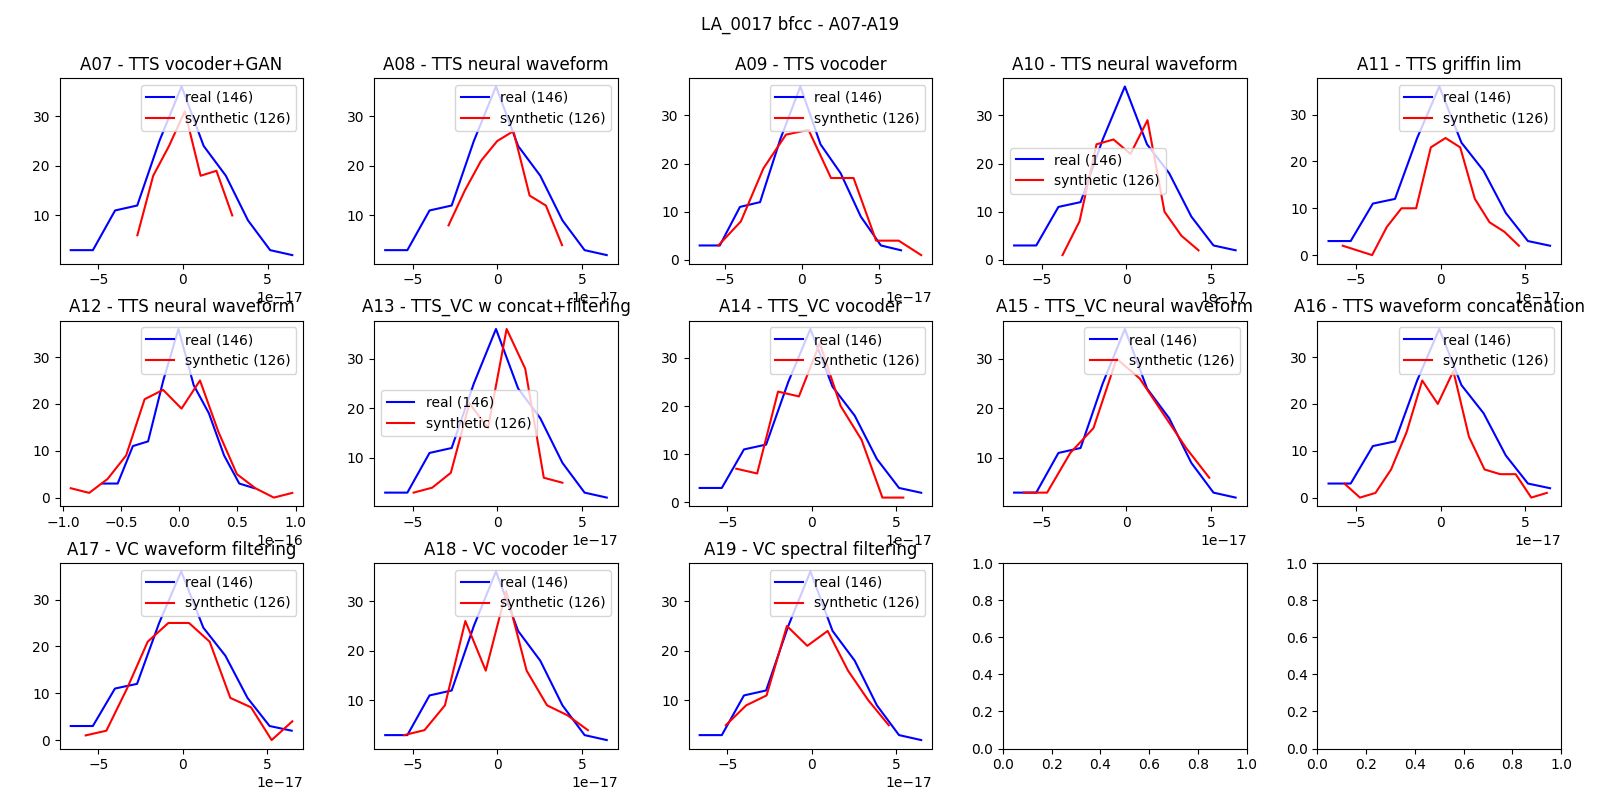 LA_0017 bfcc - A07-A19
A07 - TTS vocoder+GAN
real (146)
synthetic (126)
30
20
10
−5
0
5
1e−17
A08 - TTS neural waveform
real (146)
synthetic (126)
30
20
10
−5
0
5
1e−17
A09 - TTS vocoder
real (146)
synthetic (126)
30
20
10
0
−5
0
5
1e−17
A10 - TTS neural waveform
real (146)
synthetic (126)
30
20
10
0
−5
0
5
1e−17
A11 - TTS griffin lim
real (146)
synthetic (126)
30
20
10
0
−5
0
5
1e−17
A12 - TTS neural waveform
real (146)
synthetic (126)
30
20
10
0
−1.0
−0.5
0.0
0.5
1.0
1e−16
A13 - TTS_VC w concat+filtering
real (146)
synthetic (126)
30
20
10
−5
0
5
1e−17
A14 - TTS_VC vocoder
real (146)
synthetic (126)
30
20
10
0
−5
0
5
1e−17
A15 - TTS_VC neural waveform
real (146)
synthetic (126)
30
20
10
−5
0
5
1e−17
A16 - TTS waveform concatenation
real (146)
synthetic (126)
30
20
10
0
−5
0
5
1e−17
A17 - VC waveform filtering
real (146)
synthetic (126)
30
20
10
0
−5
0
5
1e−17
A18 - VC vocoder
real (146)
synthetic (126)
30
20
10
−5
0
5
1e−17
A19 - VC spectral filtering
real (146)
synthetic (126)
30
20
10
−5
0
5
1e−17
1.0
0.8
0.6
0.4
0.2
0.0
0.0 0.2 0.4 0.6 0.8 1.0
1.0
0.8
0.6
0.4
0.2
0.0
0.0 0.2 0.4 0.6 0.8 1.0